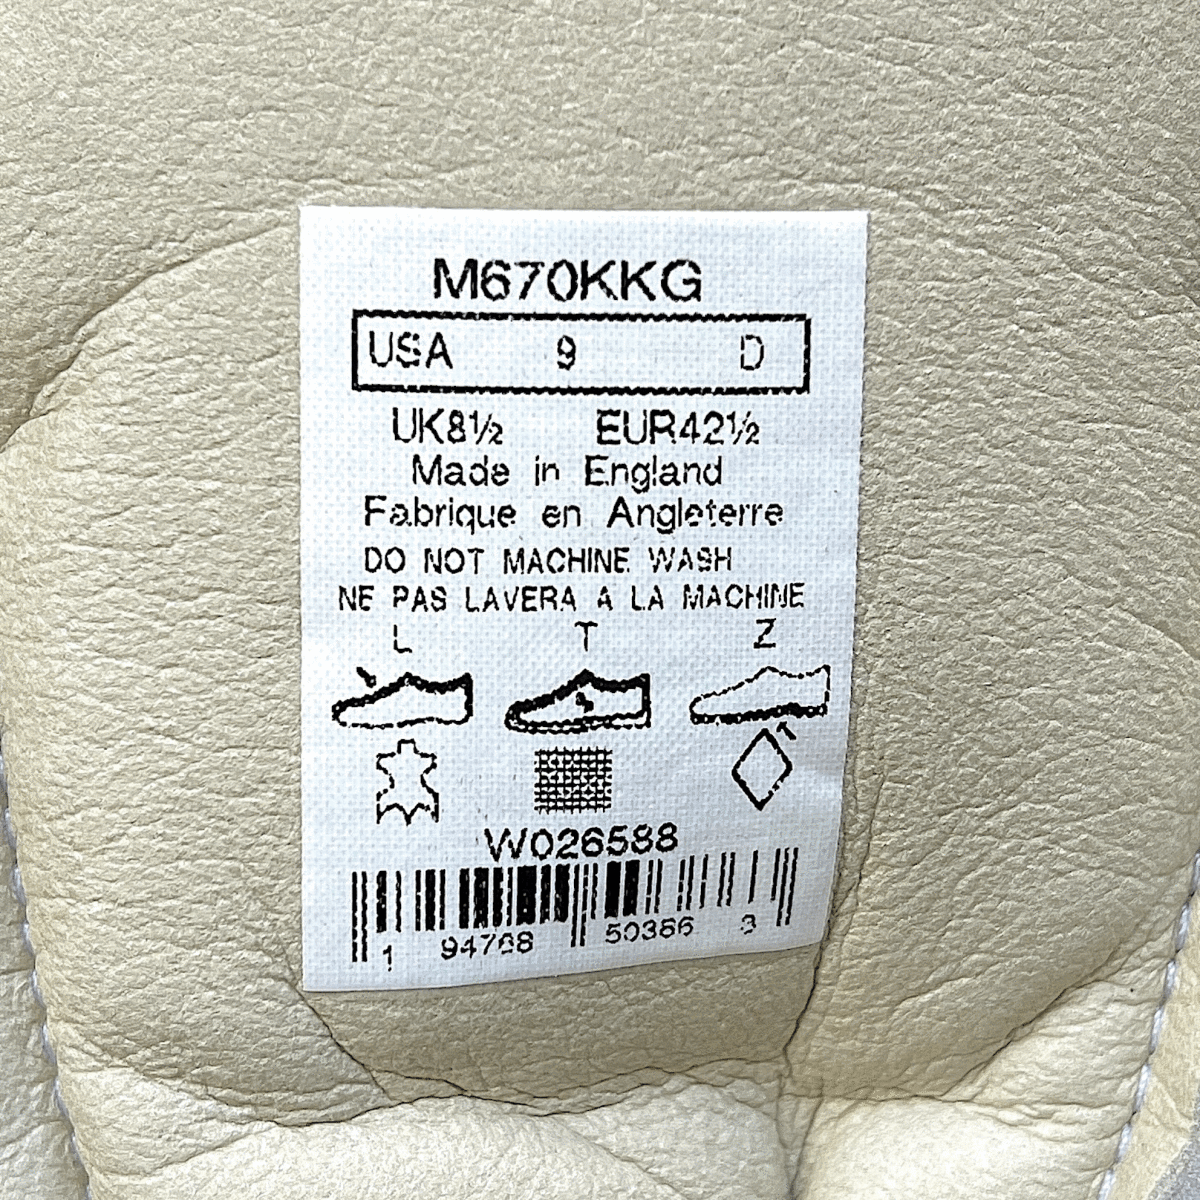 M670KKG
USA 9 D
UK8½ EUR42½
Made in England
Fabrique en Angleterre
DO NOT MACHINE WASH
NE PAS LAVERA A LA MACHINE
L T Z
W026588
1 94768 50386 3